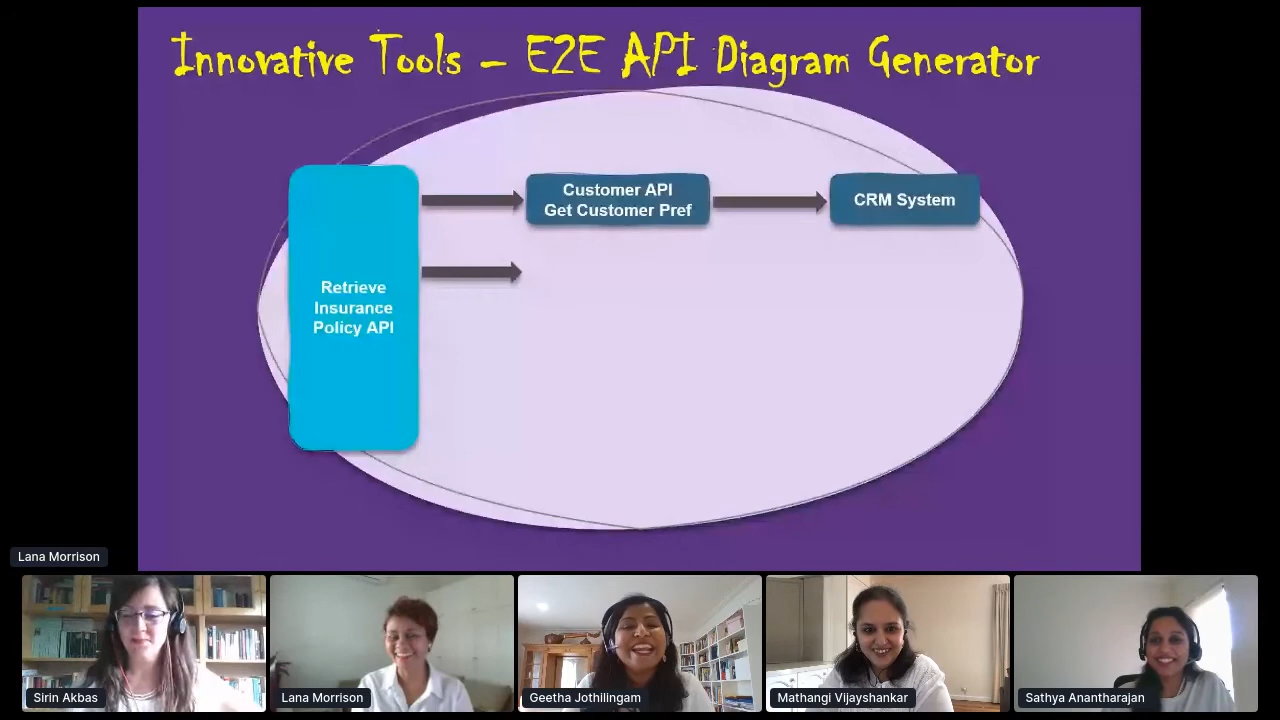 Innovative Tools – E2E API Diagram Generator
Customer API
Get Customer Pref
CRM System
Retrieve
Insurance
Policy API
Lana Morrison
Sirin Akbas
Lana Morrison
Geetha Jothilingam
Mathangi Vijayshankar
Sathya Anantharajan